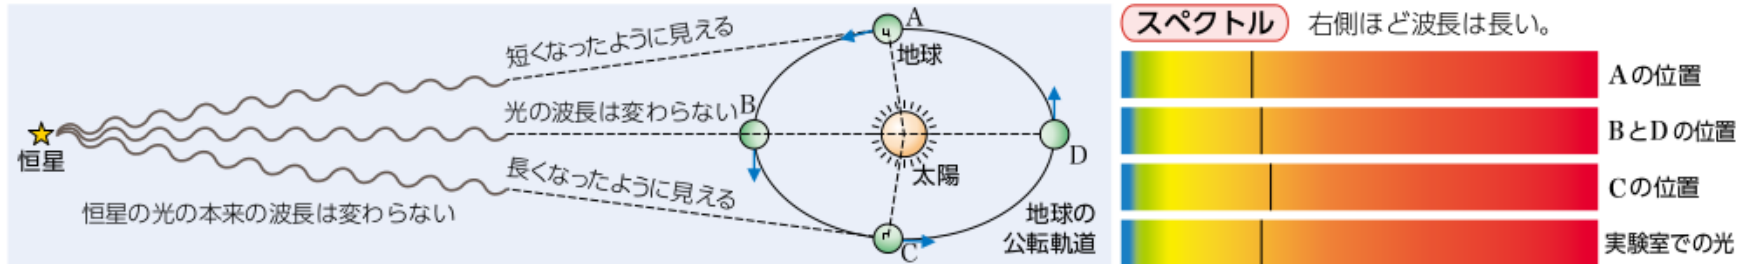 短くなったように見える
A
地球
光の波長は変わらない
B
恒星
太陽
D
長くなったように見える
恒星の光の本来の波長は変わらない
C
地球の
公転軌道
スペクトル 右側ほど波長は長い。
Aの位置
BとDの位置
Cの位置
実験室での光